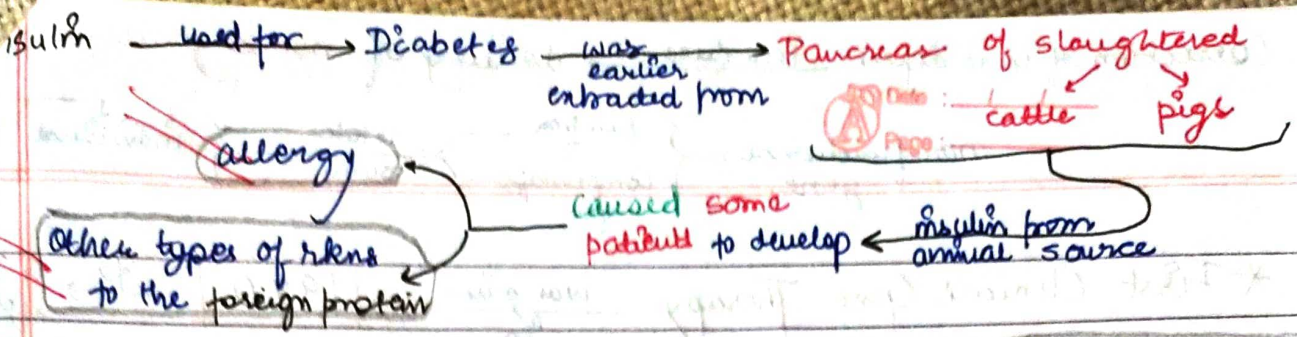 isulin used for Diabetes was earlier extracted from Pancreas of slaughtered
cattle pigs
Date :
Page :
insulin from
annual source
caused some
patients to develop
allergy
Other types of rkns
to the foreign protein